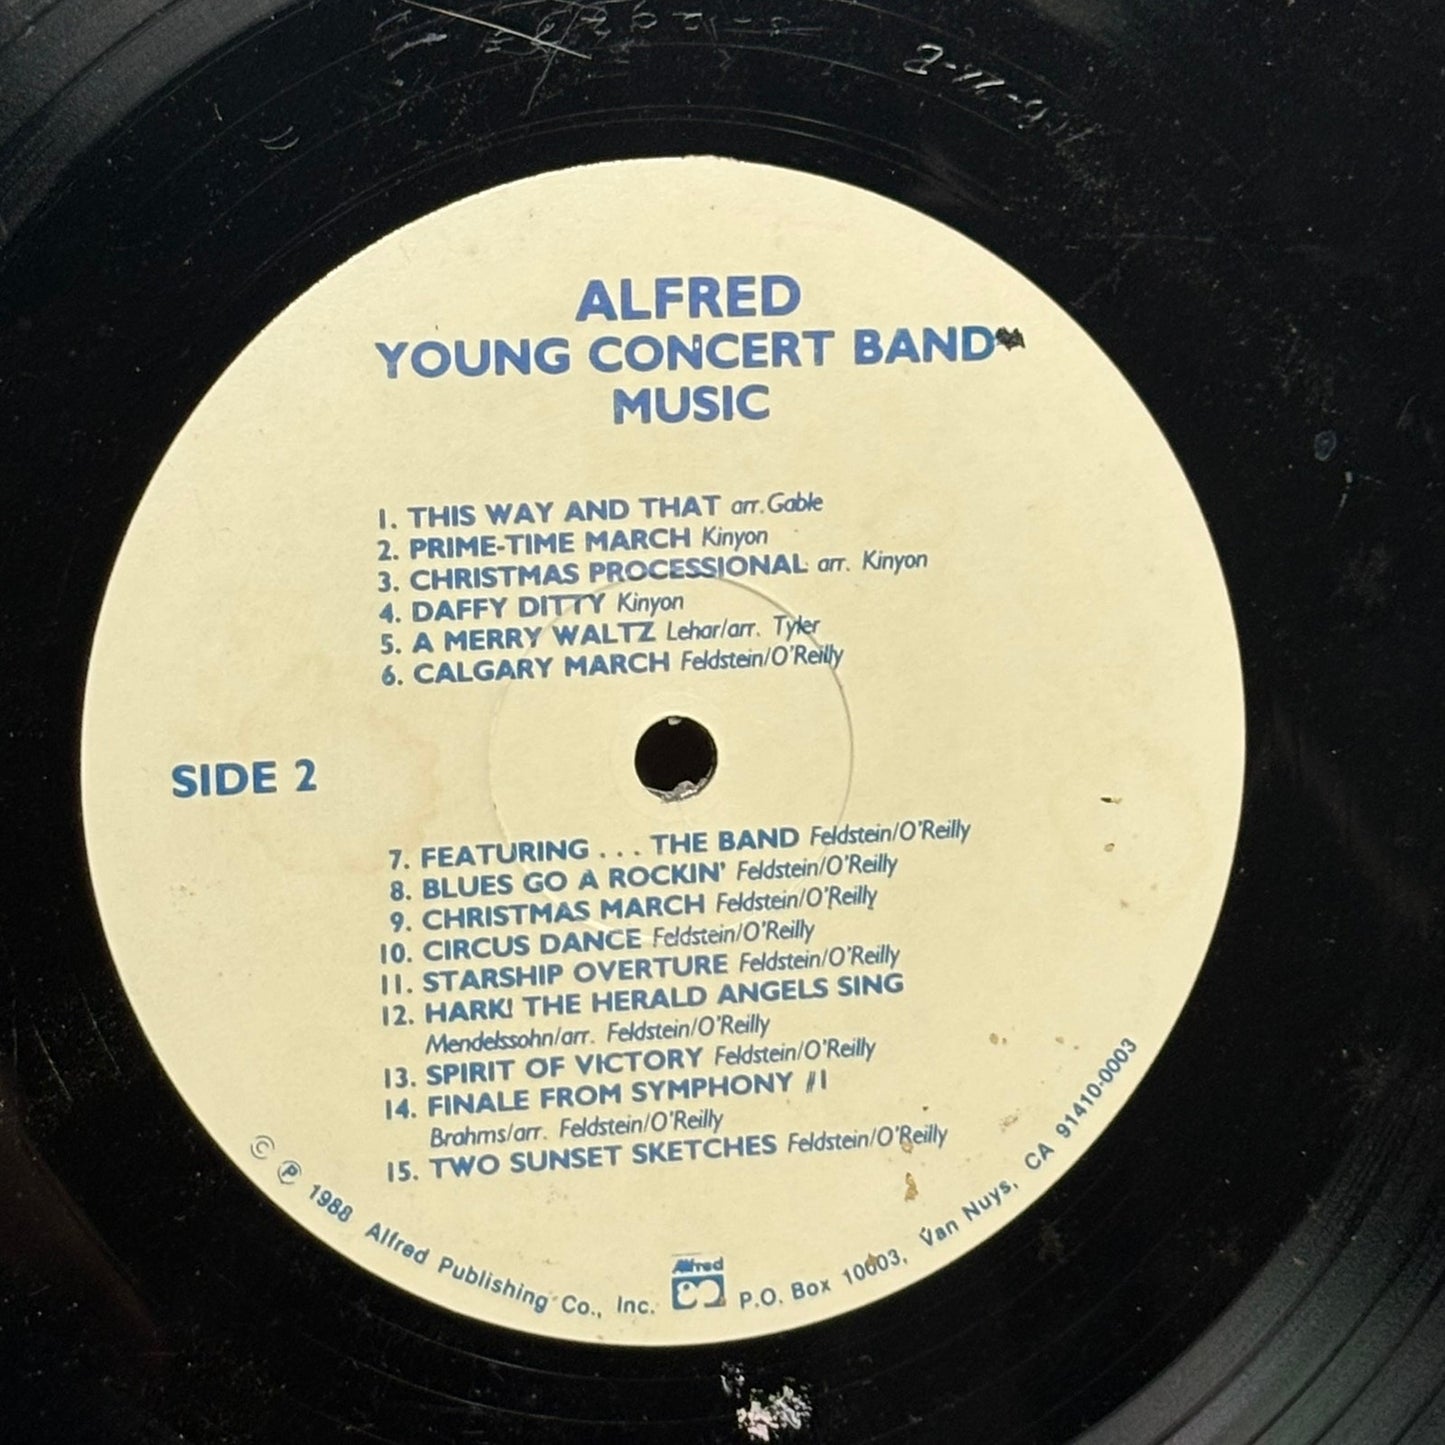 ALFRED
YOUNG CONCERT BAND
MUSIC
1. THIS WAY AND THAT arr. Gable
2. PRIME-TIME MARCH Kinyon
3. CHRISTMAS PROCESSIONAL arr. Kinyon
4. DAFFY DITTY Kinyon
5. A MERRY WALTZ Lehar/arr. Tyler
6. CALGARY MARCH Feldstein/O'Reilly
SIDE 2
7. FEATURING . . . THE BAND Feldstein/O'Reilly
8. BLUES GO A ROCKIN' Feldstein/O'Reilly
9. CHRISTMAS MARCH Feldstein/O'Reilly
10. CIRCUS DANCE Feldstein/O'Reilly
11. STARSHIP OVERTURE Feldstein/O'Reilly
12. HARK! THE HERALD ANGELS SING
Mendelssohn/arr. Feldstein/O'Reilly
13. SPIRIT OF VICTORY Feldstein/O'Reilly
14. FINALE FROM SYMPHONY #1
Brahms/arr. Feldstein/O'Reilly
15. TWO SUNSET SKETCHES Feldstein/O'Reilly
© ℗ 1988 Alfred Publishing Co., Inc. Alfred P.O. Box 10003, Van Nuys, CA 91410-0003